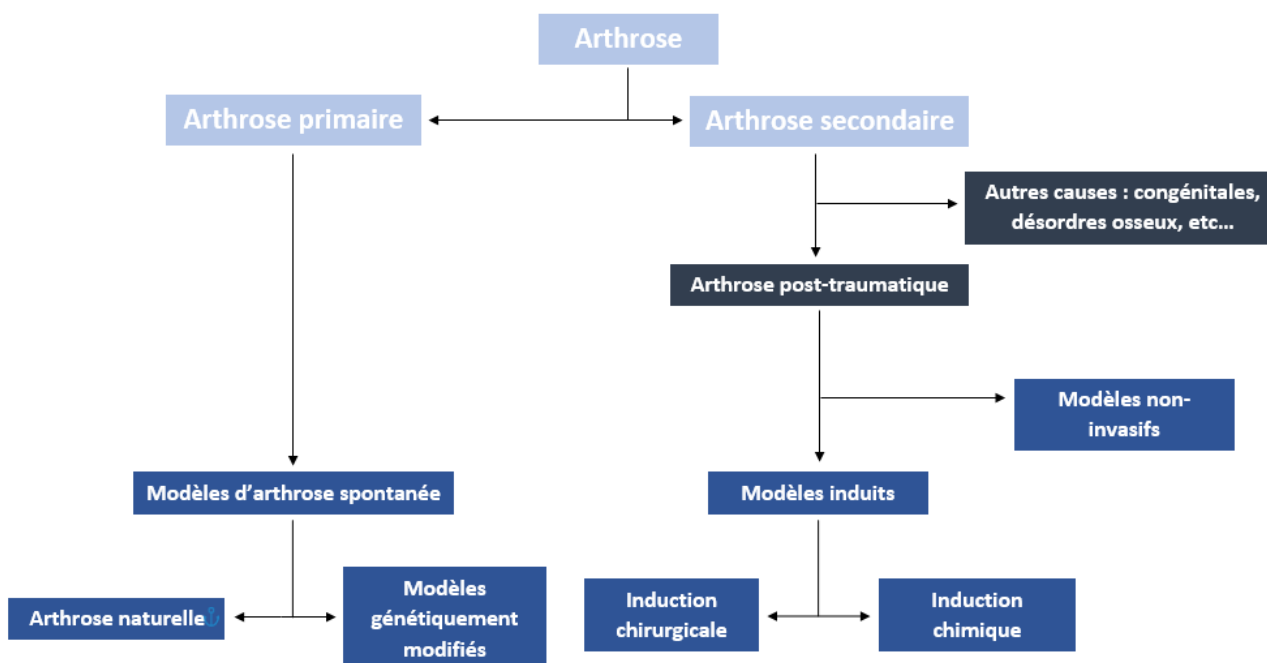 Arthrose
Arthrose primaire
Arthrose secondaire
Autres causes : congénitales,
désordres osseux, etc...
Arthrose post-traumatique
Modèles non-
invasifs
Modèles d'arthrose spontanée
Modèles induits
Arthrose naturelle
Modèles
génétiquement
modifiés
Induction
chirurgicale
Induction
chimique